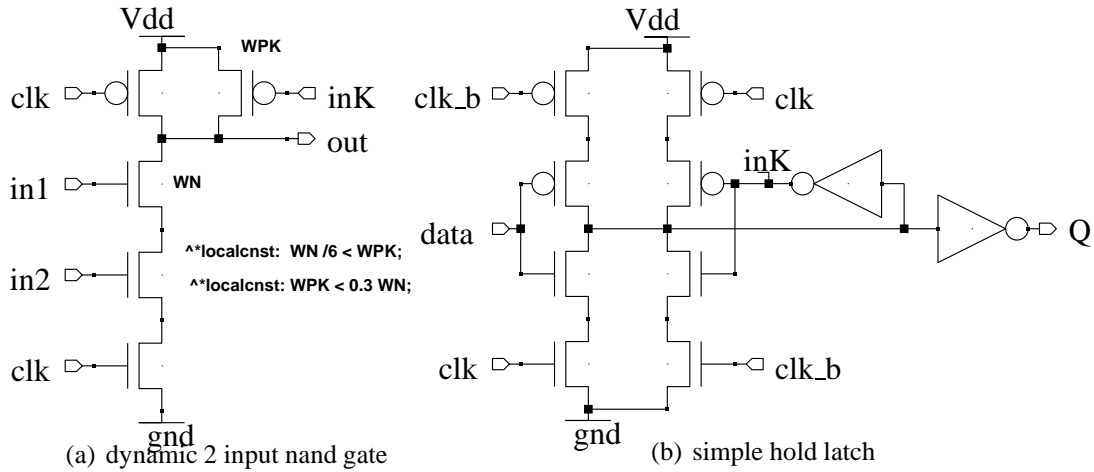 Vdd
WPK
clk
inK
out
in1
WN
in2
^*localcnst: WN /6 < WPK;
^*localcnst: WPK < 0.3 WN;
clk
gnd
(a) dynamic 2 input nand gate
Vdd
clk_b
clk
inK
data
Q
clk
clk_b
gnd
(b) simple hold latch